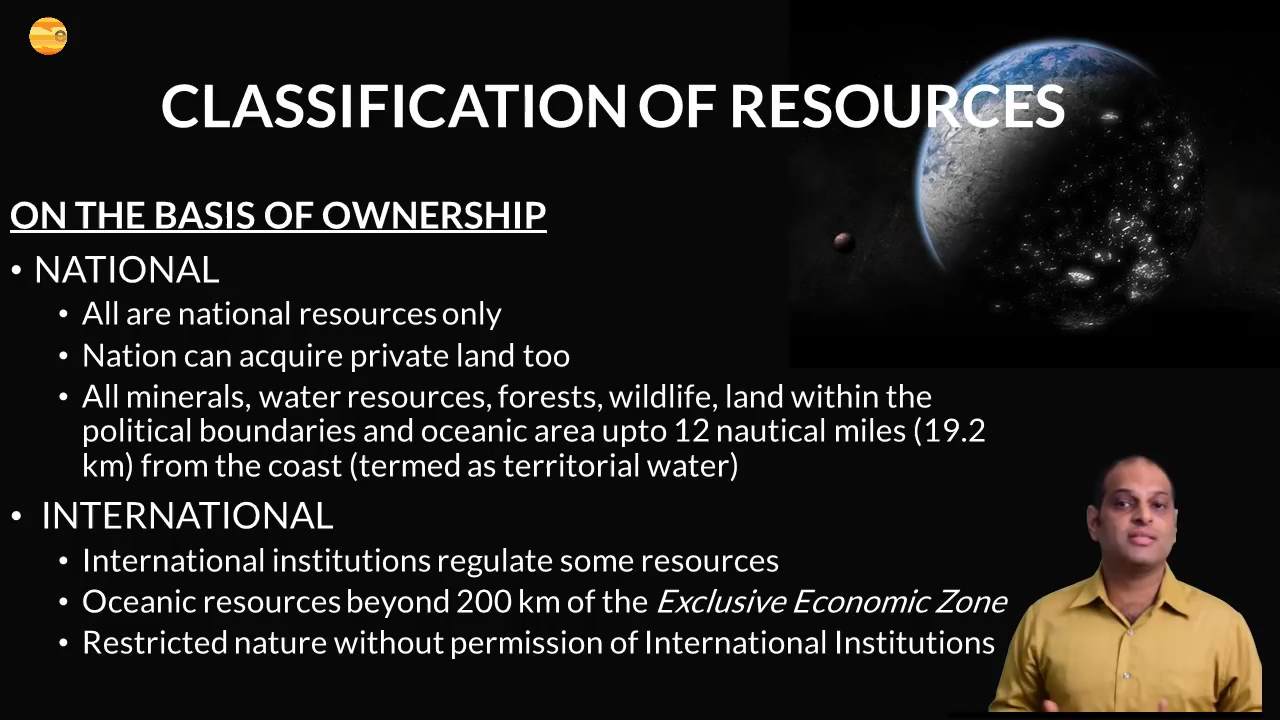 CLASSIFICATION OF RESOURCES
ON THE BASIS OF OWNERSHIP
• NATIONAL
• All are national resources only
• Nation can acquire private land too
• All minerals, water resources, forests, wildlife, land within the
political boundaries and oceanic area upto 12 nautical miles (19.2
km) from the coast (termed as territorial water)
• INTERNATIONAL
• International institutions regulate some resources
• Oceanic resources beyond 200 km of the Exclusive Economic Zone
• Restricted nature without permission of International Institutions